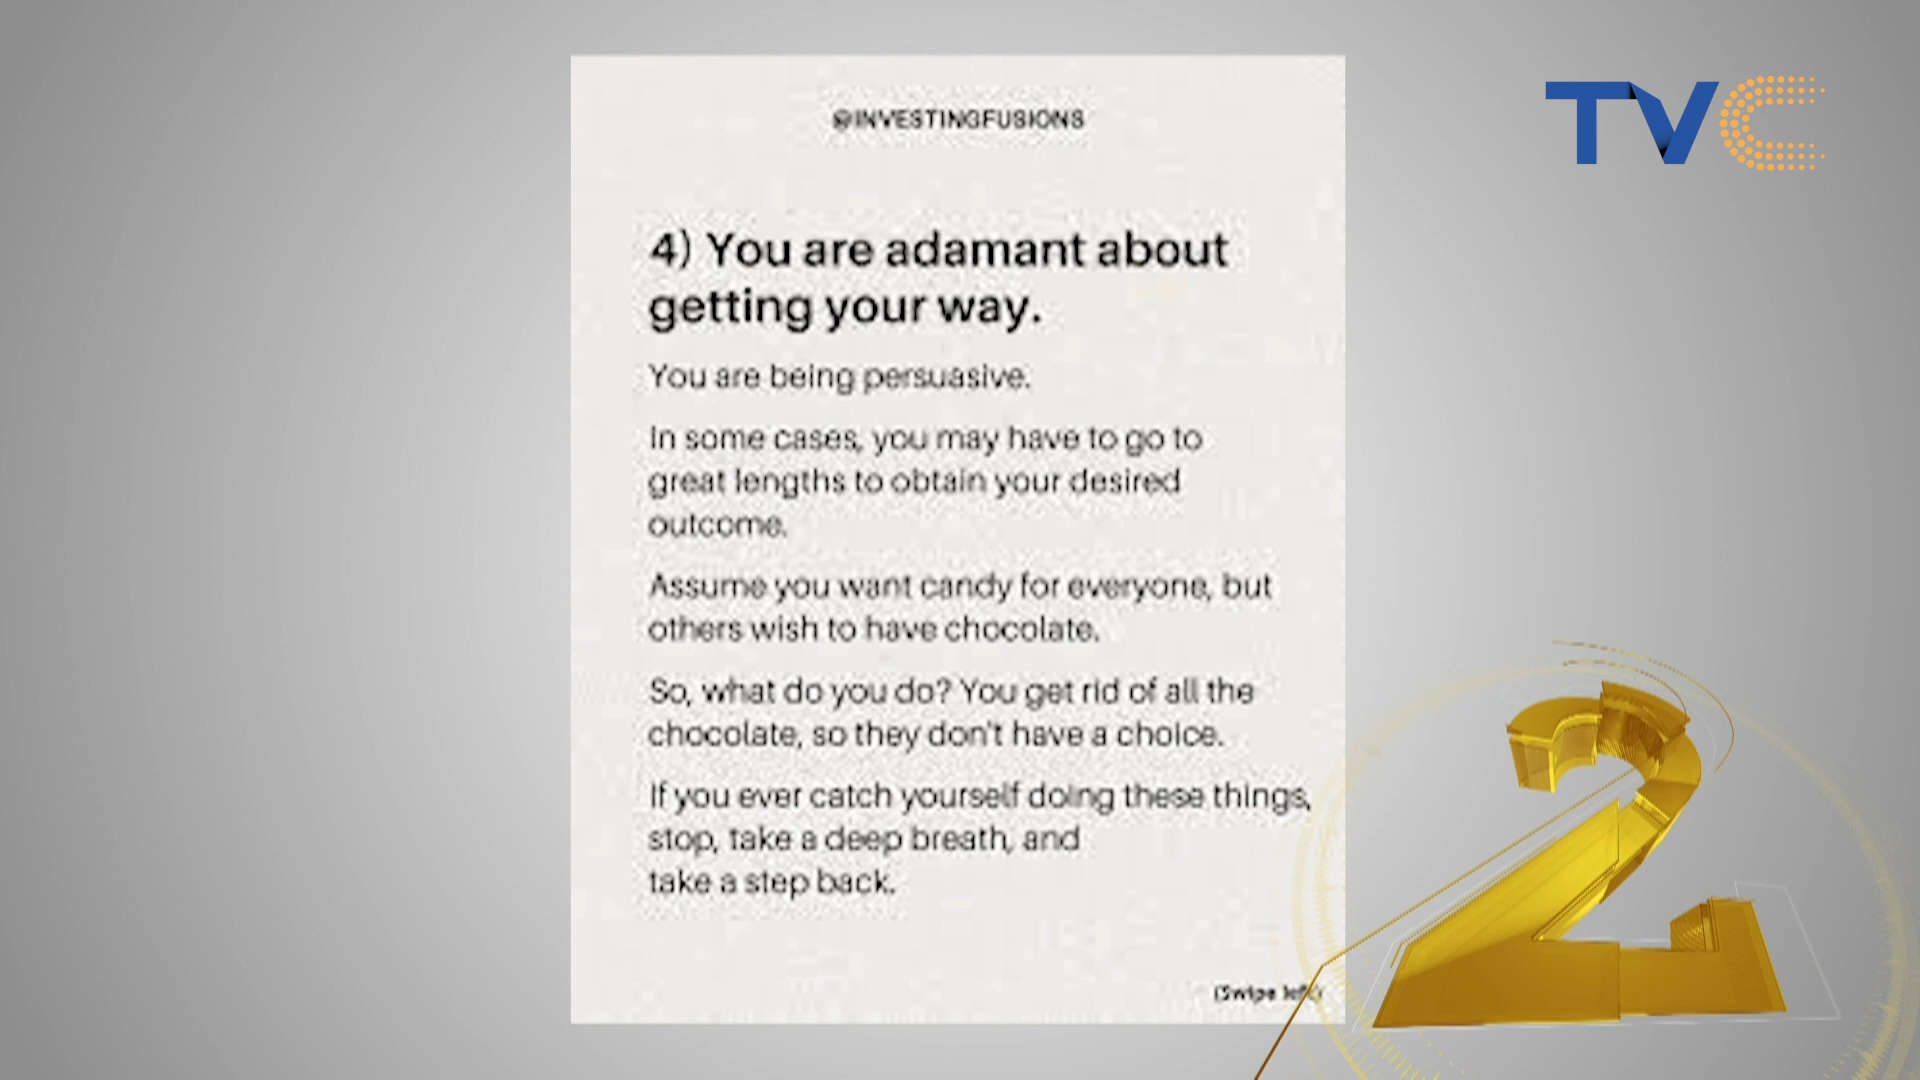 @INVESTINGFUSIONS
TVC
4) You are adamant about
getting your way.
You are being persuasive.
In some cases, you may have to go to
great lengths to obtain your desired
outcome.
Assume you want candy for everyone, but
others wish to have chocolate.
So, what do you do? You get rid of all the
chocolate, so they don't have a choice.
If you ever catch yourself doing these things,
stop, take a deep breath, and
take a step back.
(Swipe left)
2